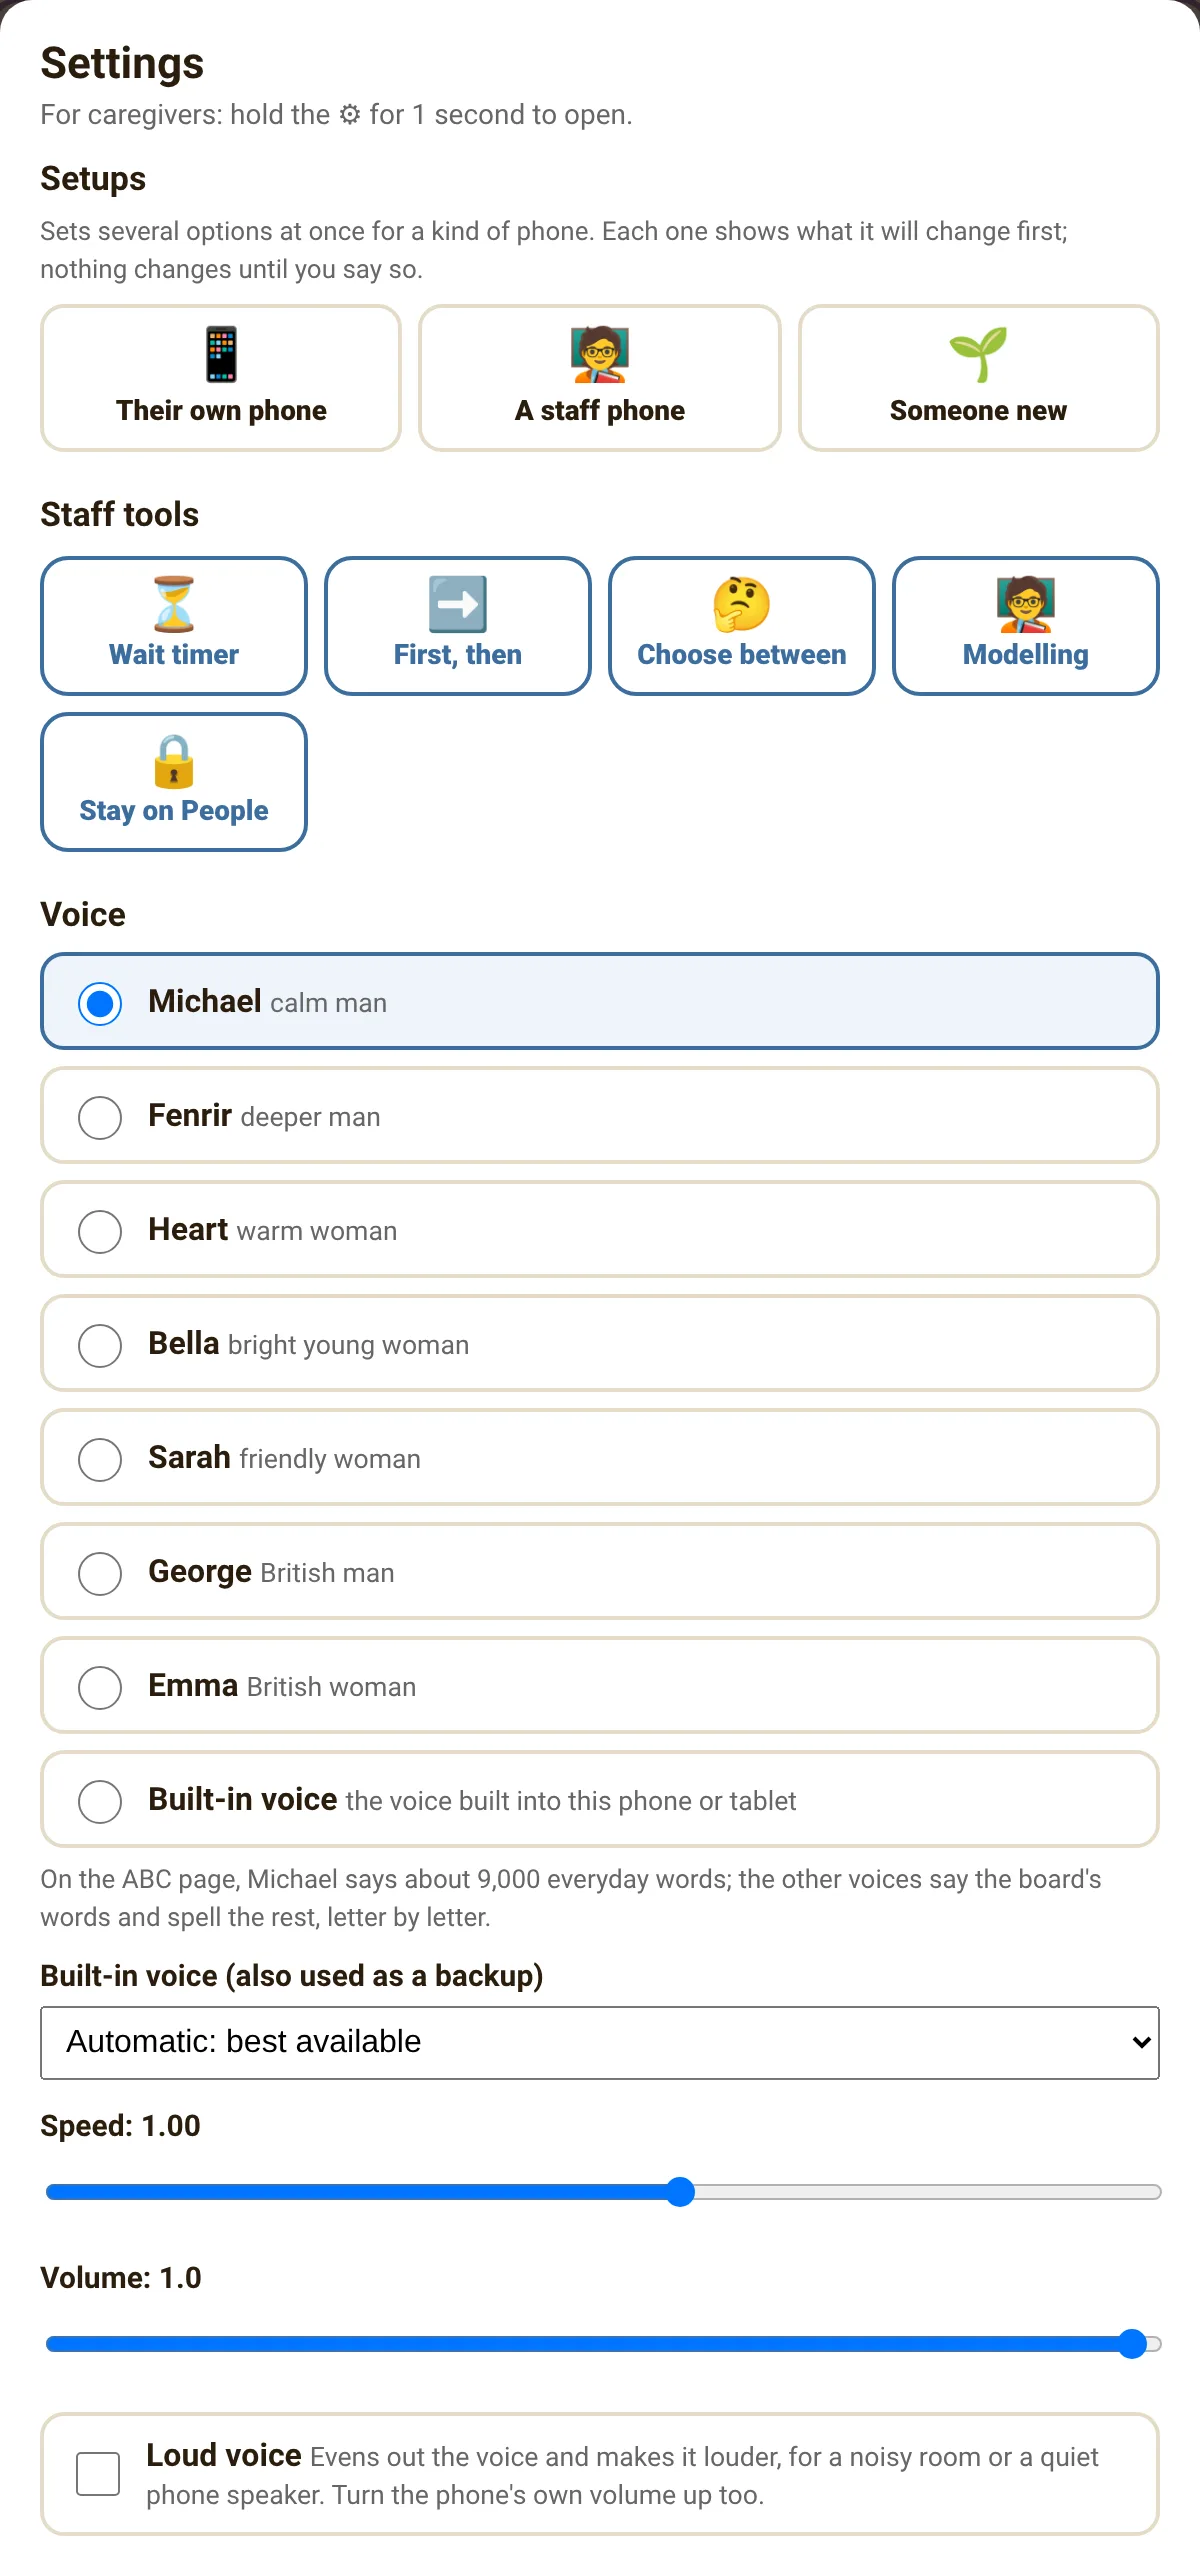 Settings
For caregivers: hold the ⚙ for 1 second to open.
Setups
Sets several options at once for a kind of phone. Each one shows what it will change first;
nothing changes until you say so.
Their own phone
A staff phone
Someone new
Staff tools
Wait timer
First, then
Choose between
Modelling
Stay on People
Voice
Michael calm man
Fenrir deeper man
Heart warm woman
Bella bright young woman
Sarah friendly woman
George British man
Emma British woman
Built-in voice the voice built into this phone or tablet
On the ABC page, Michael says about 9,000 everyday words; the other voices say the board's
words and spell the rest, letter by letter.
Built-in voice (also used as a backup)
Automatic: best available
Speed: 1.00
Volume: 1.0
Loud voice Evens out the voice and makes it louder, for a noisy room or a quiet
phone speaker. Turn the phone's own volume up too.